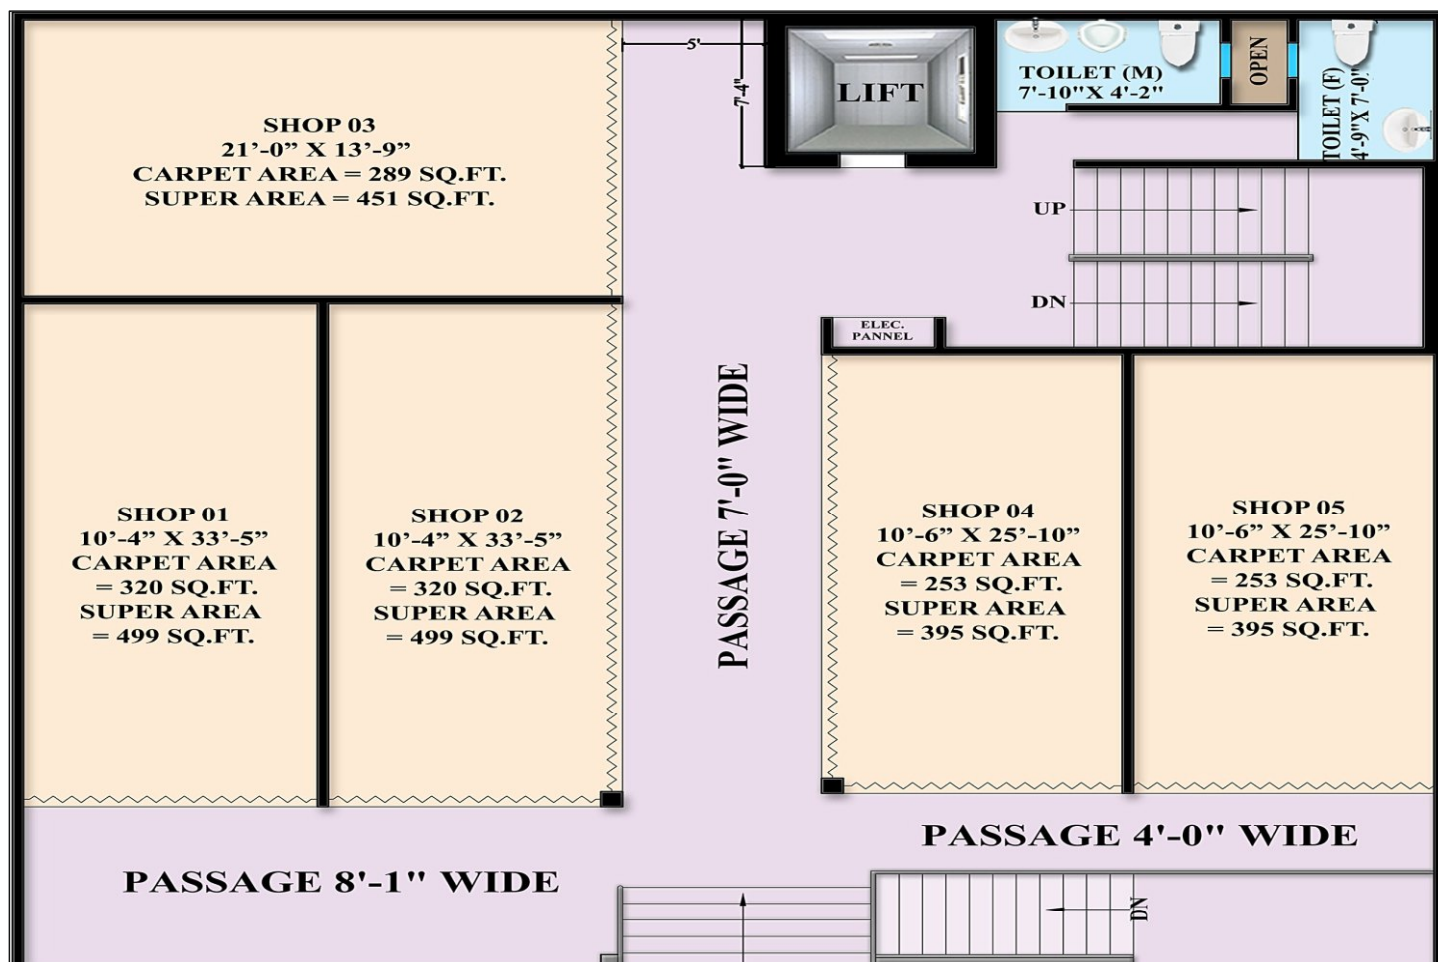 5'
7'-4"
LIFT
TOILET (M)
7'-10"X 4'-2"
OPEN
TOILET (F)
4'-9"X 7'-0"
SHOP 03
21’-0” X 13’-9”
CARPET AREA = 289 SQ.FT.
SUPER AREA = 451 SQ.FT.
UP
DN
ELEC.
PANNEL
PASSAGE 7'-0" WIDE
SHOP 01
10’-4” X 33’-5”
CARPET AREA
= 320 SQ.FT.
SUPER AREA
= 499 SQ.FT.
SHOP 02
10’-4” X 33’-5”
CARPET AREA
= 320 SQ.FT.
SUPER AREA
= 499 SQ.FT.
SHOP 04
10’-6” X 25’-10”
CARPET AREA
= 253 SQ.FT.
SUPER AREA
= 395 SQ.FT.
SHOP 05
10’-6” X 25’-10”
CARPET AREA
= 253 SQ.FT.
SUPER AREA
= 395 SQ.FT.
PASSAGE 4'-0" WIDE
PASSAGE 8'-1" WIDE
DN